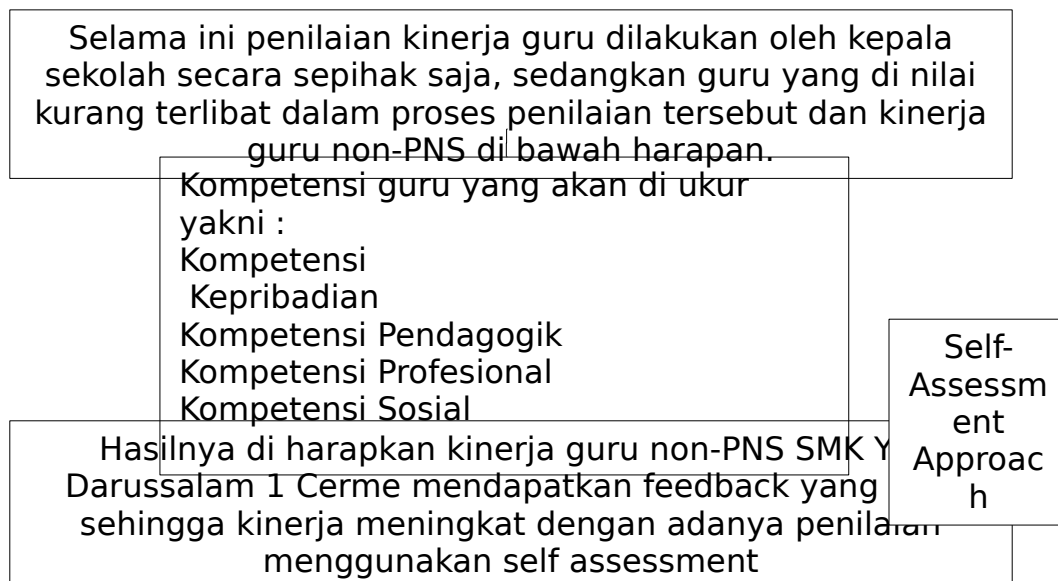 Selama ini penilaian kinerja guru dilakukan oleh kepala
sekolah secara sepihak saja, sedangkan guru yang di nilai
kurang terlibat dalam proses penilaian tersebut dan kinerja
guru non-PNS di bawah harapan.
Kompetensi guru yang akan di ukur
yakni :
Kompetensi
Kepribadian
Kompetensi Pendagogik
Kompetensi Profesional
Kompetensi Sosial
Self-
Assessm
ent
Approac
h
Hasilnya di harapkan kinerja guru non-PNS SMK
Darussalam 1 Cerme mendapatkan feedback yang
sehingga kinerja meningkat dengan adanya penilaian
menggunakan self assessment